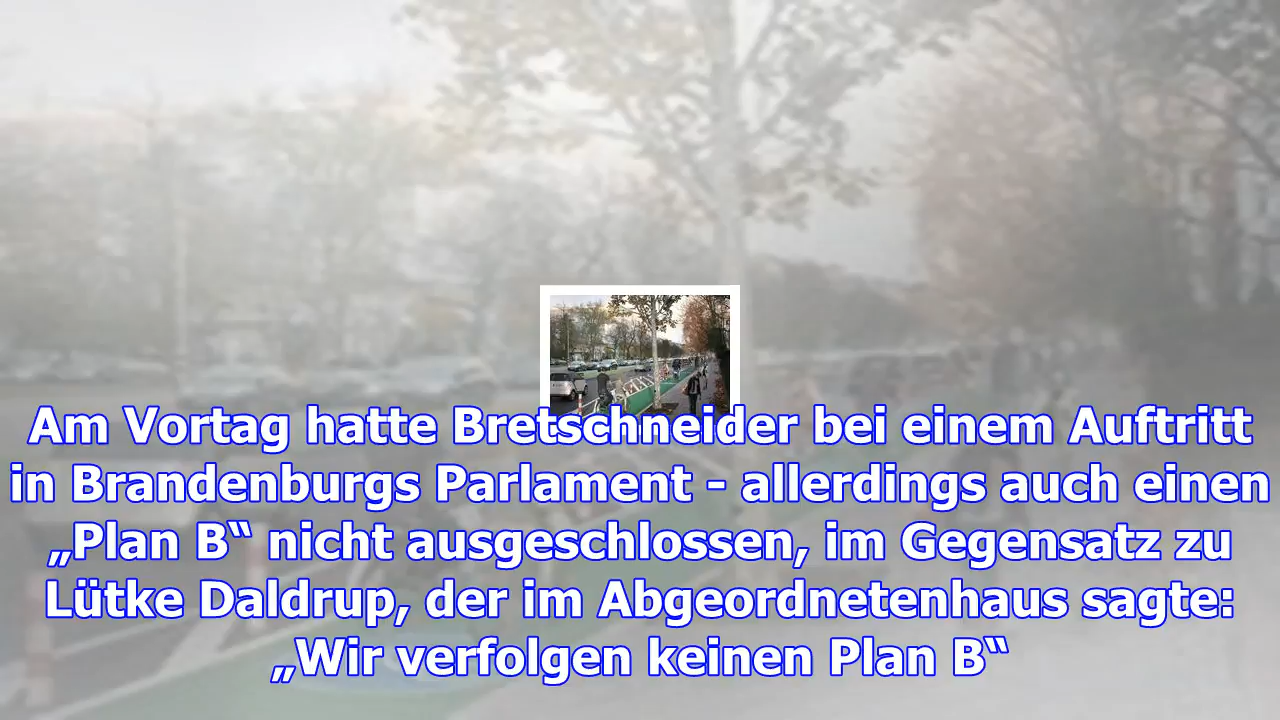 Am Vortag hatte Bretschneider bei einem Auftritt
in Brandenburgs Parlament - allerdings auch einen
„Plan B“ nicht ausgeschlossen, im Gegensatz zu
Lütke Daldrup, der im Abgeordnetenhaus sagte:
„Wir verfolgen keinen Plan B“